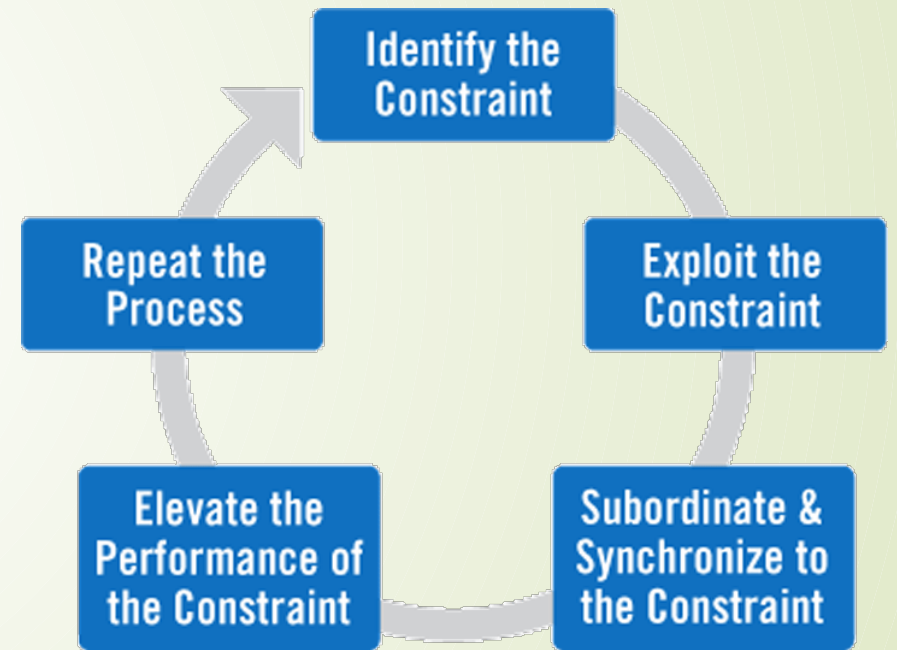 Identify the
Constraint
Exploit the
Constraint
Subordinate &
Synchronize to
the Constraint
Elevate the
Performance of
the Constraint
Repeat the
Process